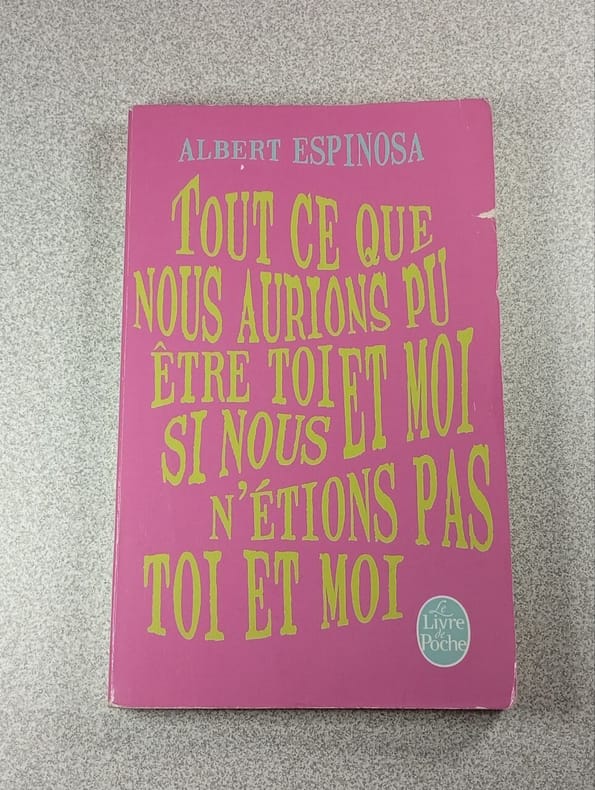 ALBERT ESPINOSA
TOUT CE QUE
NOUS AURIONS PU
ÊTRE TOI ET MOI
SI NOUS
N'ÉTIONS PAS
TOI ET MOI
Le
Livre
de
Poche